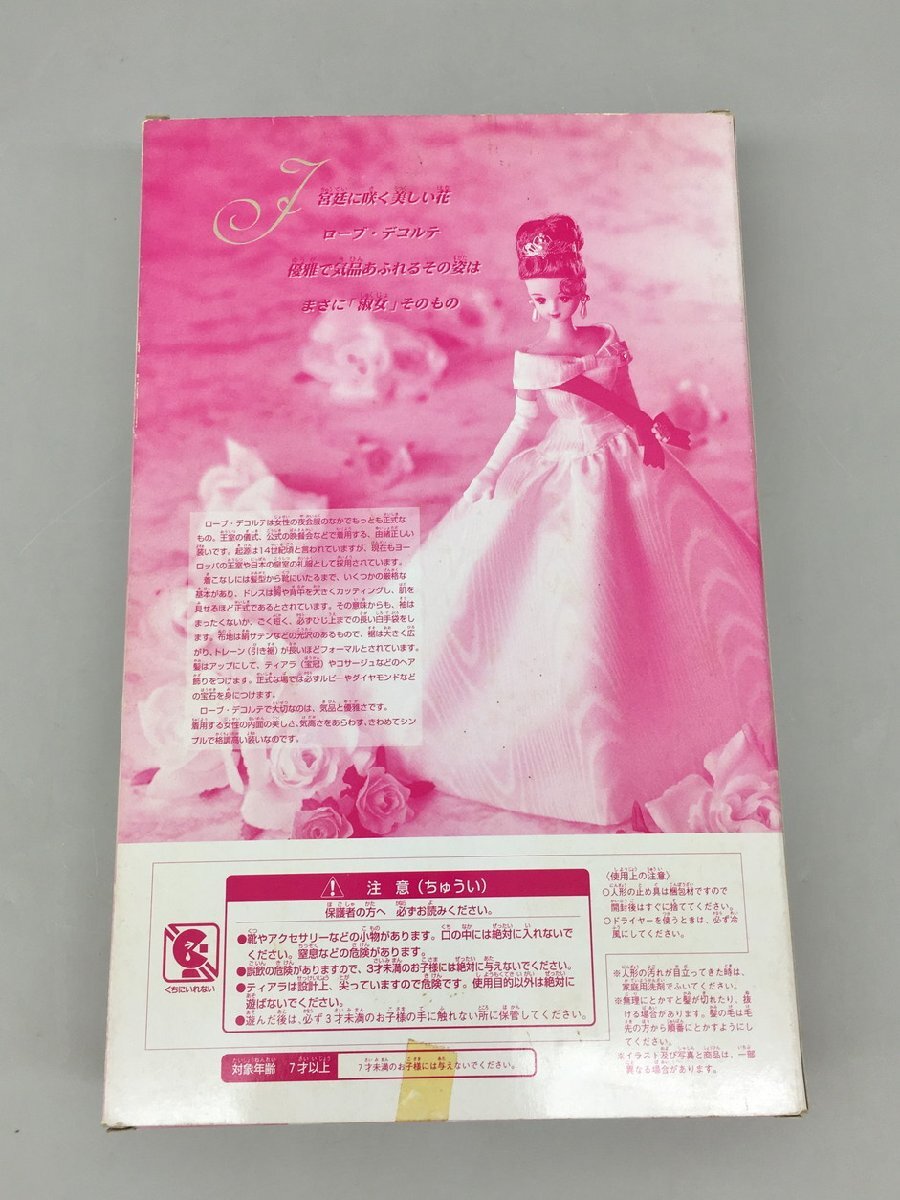 J
宮廷に咲く美しい花
ローブ・デコルテ
優雅で気品あふれるその姿は
まさに「淑女」そのもの
ローブ・デコルテは女性の夜会服のなかでもっとも正式な
もの。王室の儀式、公式の晩餐会などで着用する、由緒正しい
装いです。起源は14世紀頃と言われていますが、現在もヨー
ロッパの王室や日本の皇室の礼服として採用されています。
着こなしには髪型から靴にいたるまで、いくつかの厳格な
基本があり、ドレスは胸や背中を大きくカッティングし、肌を
見せるほど正式であるとされています。その意味からも、袖は
まったくないか、ごく短く、必ずひじ上までの長い白手袋をし
ます。布地は絹サテンなどの光沢のあるもので、裾は大きく広
がり、トレーン（引き裾）が長いほどフォーマルとされています。
髪はアップにして、ティアラ（宝冠）やコサージュなどのヘア
飾りをつけます。正式な場では必ずルビーやダイヤモンドなど
の宝石を身につけます。
ローブ・デコルテで大切なのは、気品と優雅さです。
着用する女性の内面の美しさ、気高さをあらわす、きわめてシン
プルで格調高い装いなのです。
注意（ちゅうい）
保護者の方へ 必ずお読みください。
●靴やアクセサリーなどの小物があります。口の中には絶対に入れないで
ください。窒息などの危険があります。
●誤飲の危険がありますので、3才未満のお子様には絶対に与えないでください。
●ティアラは設計上、尖っていますので危険です。使用目的以外は絶対に
遊ばないでください。
●遊んだ後は、必ず3才未満のお子様の手に触れない所に保管してください。
くちにいれない
対象年齢 7才以上
7才未満のお子様には与えないでください。
〈使用上の注意〉
○人形の止め具は梱包材ですので
開封後はすぐに捨ててください。
○ドライヤーを使うときは、必ず冷
風にしてください。
※人形の汚れが目立ってきた時は、
家庭用洗剤でふいてください。
※無理にとかすと髪が切れたり、抜
ける場合があります。髪の毛は毛
先の方から順番にとかすようにし
てください。
※イラスト及び写真と商品は、一部
異なる場合があります。